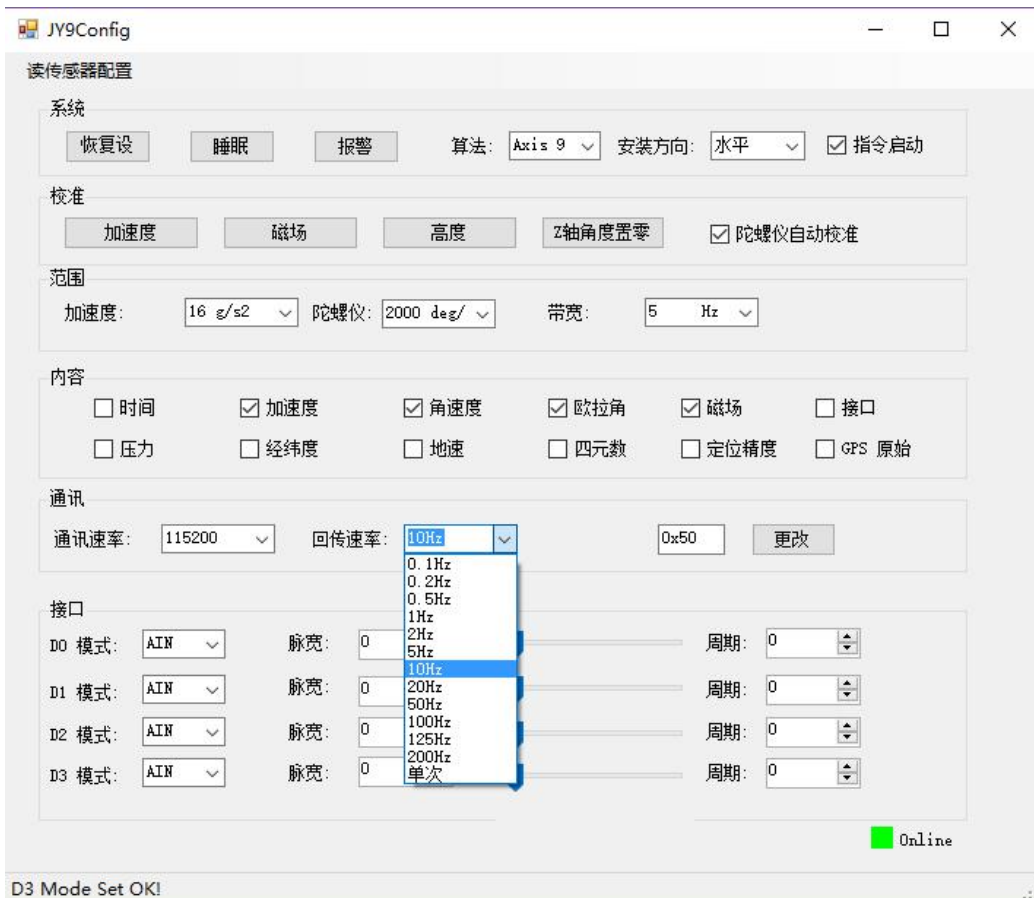 JY9Config
读传感器配置
系统
恢复设 睡眠 报警 算法: Axis 9 安装方向: 水平 指令启动
校准
加速度 磁场 高度 Z轴角度置零 陀螺仪自动校准
范围
加速度: 16 g/s2 陀螺仪: 2000 deg/ 带宽: 5 Hz
内容
时间 加速度 角速度 欧拉角 磁场 接口
压力 经纬度 地速 四元数 定位精度 GPS 原始
通讯
通讯速率: 115200 回传速率: 10Hz 0x50 更改
0.1Hz
0.2Hz
0.5Hz
1Hz
2Hz
5Hz
10Hz
20Hz
50Hz
100Hz
125Hz
200Hz
单次
接口
D0 模式: AIN 脉宽: 0 周期: 0
D1 模式: AIN 脉宽: 0 周期: 0
D2 模式: AIN 脉宽: 0 周期: 0
D3 模式: AIN 脉宽: 0 周期: 0
Online
D3 Mode Set OK!